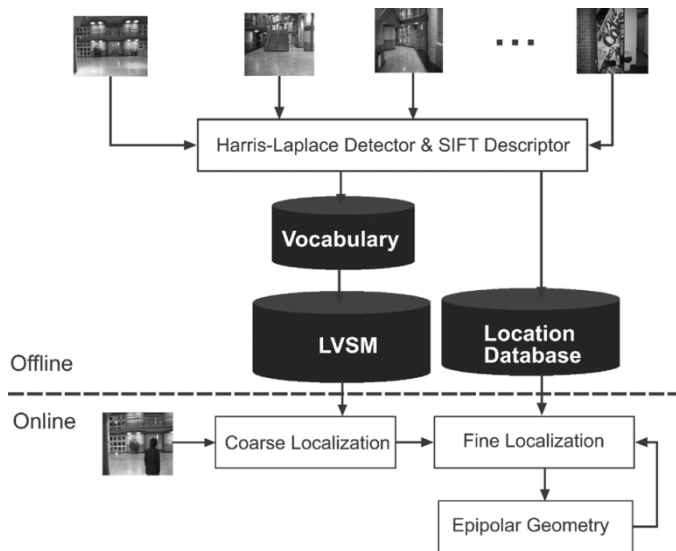 Harris-Laplace Detector & SIFT Descriptor
Vocabulary
LVSM
Location
Database
Offline
Online
Coarse Localization
Fine Localization
Epipolar Geometry